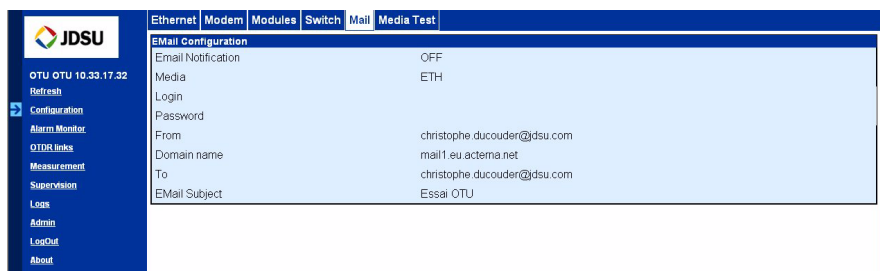 Ethernet Modem Modules Switch Mail Media Test
JDSU
OTU OTU 10.33.17.32
Refresh
Configuration
Alarm Monitor
OTDR links
Measurement
Supervision
Logs
Admin
LogOut
About
EMail Configuration
Email Notification OFF
Media ETH
Login
Password
From christophe.ducouder@jdsu.com
Domain name mail1.eu.acterna.net
To christophe.ducouder@jdsu.com
EMail Subject Essai OTU